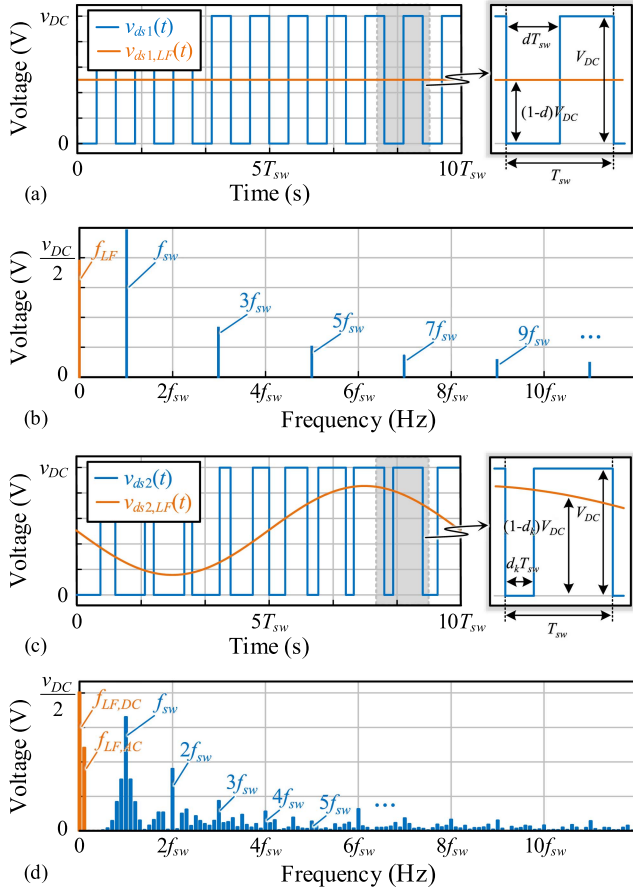 v_DC
v_ds1(t)
v_ds1,LF(t)
Voltage (V)
0
0 5T_sw 10T_sw
Time (s)
dT_sw
V_DC
(1-d)V_DC
T_sw
(a)
v_DC
2
f_LF
f_sw
3f_sw
5f_sw
7f_sw
9f_sw
...
Voltage (V)
0
0 2f_sw 4f_sw 6f_sw 8f_sw 10f_sw
Frequency (Hz)
(b)
v_DC
v_ds2(t)
v_ds2,LF(t)
Voltage (V)
0
0 5T_sw 10T_sw
Time (s)
(1-d_k)V_DC
V_DC
d_kT_sw
T_sw
(c)
v_DC
2
f_LF,DC
f_sw
f_LF,AC
2f_sw
3f_sw
4f_sw
5f_sw
...
Voltage (V)
0
0 2f_sw 2f_sw 6f_sw 8f_sw 10f_sw
Frequency (Hz)
(d)